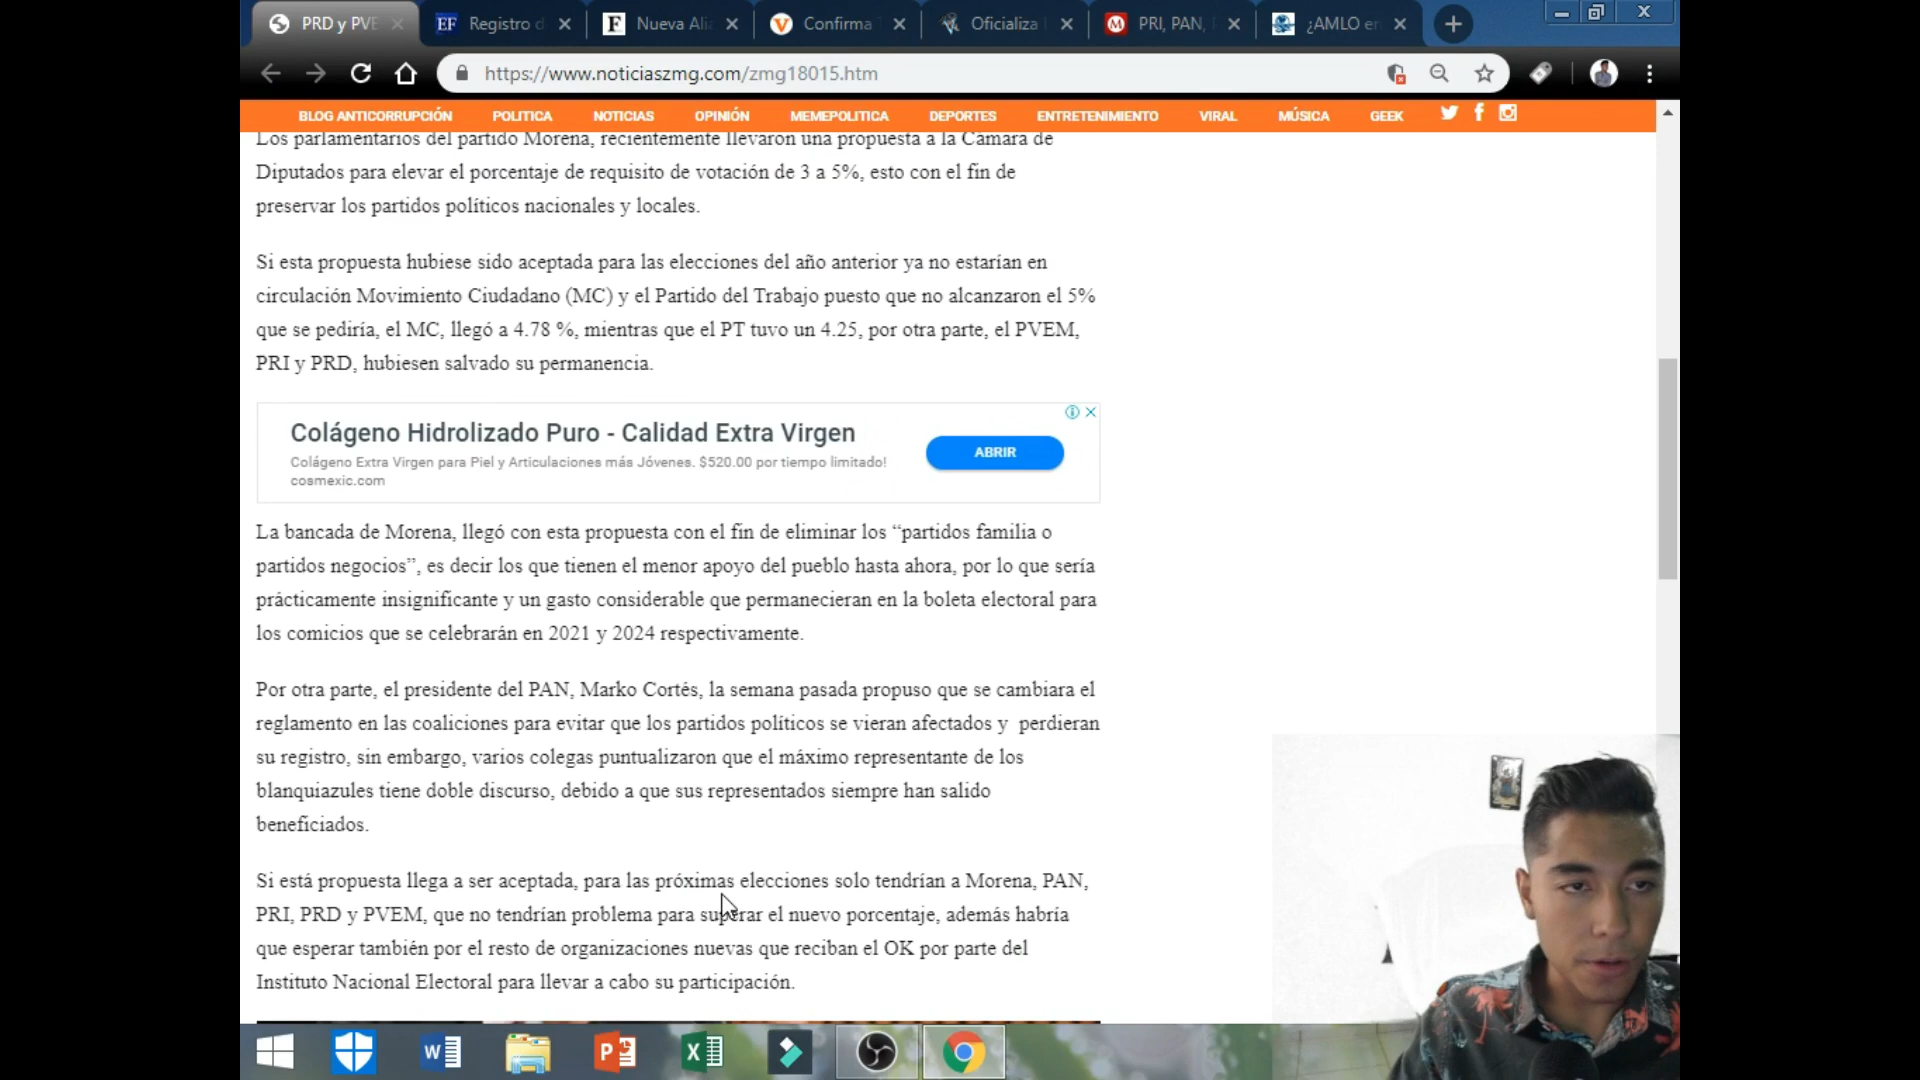 PRD y PVE
Registro d
Nueva Alia
Confirma T
Oficializa
PRI, PAN,
¿AMLO en
https://www.noticiaszmg.com/zmg18015.htm
BLOG ANTICORRUPCIÓN POLITICA NOTICIAS OPINIÓN MEMEPOLITICA DEPORTES ENTRETENIMIENTO VIRAL MÚSICA GEEK
Los parlamentarios del partido Morena, recientemente llevaron una propuesta a la Cámara de
Diputados para elevar el porcentaje de requisito de votación de 3 a 5%, esto con el fin de
preservar los partidos políticos nacionales y locales.
Si esta propuesta hubiese sido aceptada para las elecciones del año anterior ya no estarían en
circulación Movimiento Ciudadano (MC) y el Partido del Trabajo puesto que no alcanzaron el 5%
que se pediría, el MC, llegó a 4.78 %, mientras que el PT tuvo un 4.25, por otra parte, el PVEM,
PRI y PRD, hubiesen salvado su permanencia.
Colágeno Hidrolizado Puro - Calidad Extra Virgen
Colágeno Extra Virgen para Piel y Articulaciones más Jóvenes. $520.00 por tiempo limitado!
cosmexic.com
ABRIR
La bancada de Morena, llegó con esta propuesta con el fin de eliminar los “partidos familia o
partidos negocios”, es decir los que tienen el menor apoyo del pueblo hasta ahora, por lo que sería
prácticamente insignificante y un gasto considerable que permanecieran en la boleta electoral para
los comicios que se celebrarán en 2021 y 2024 respectivamente.
Por otra parte, el presidente del PAN, Marko Cortés, la semana pasada propuso que se cambiara el
reglamento en las coaliciones para evitar que los partidos políticos se vieran afectados y perdieran
su registro, sin embargo, varios colegas puntualizaron que el máximo representante de los
blanquiazules tiene doble discurso, debido a que sus representados siempre han salido
beneficiados.
Si está propuesta llega a ser aceptada, para las próximas elecciones solo tendrían a Morena, PAN,
PRI, PRD y PVEM, que no tendrían problema para superar el nuevo porcentaje, además habría
que esperar también por el resto de organizaciones nuevas que reciban el OK por parte del
Instituto Nacional Electoral para llevar a cabo su participación.